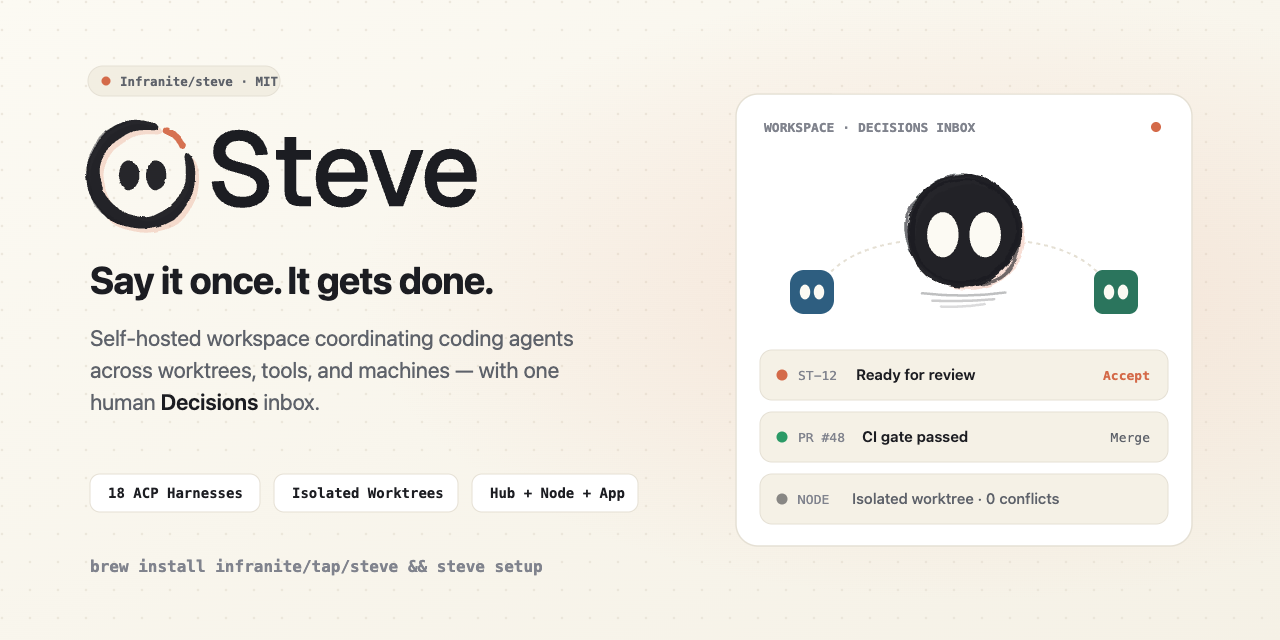 Infranite/steve · MIT
Steve
Say it once. It gets done.
Self-hosted workspace coordinating coding agents
across worktrees, tools, and machines — with one
human Decisions inbox.
18 ACP Harnesses
Isolated Worktrees
Hub + Node + App
brew install infranite/tap/steve && steve setup
WORKSPACE · DECISIONS INBOX
ST-12 Ready for review Accept
PR #48 CI gate passed Merge
NODE Isolated worktree · 0 conflicts